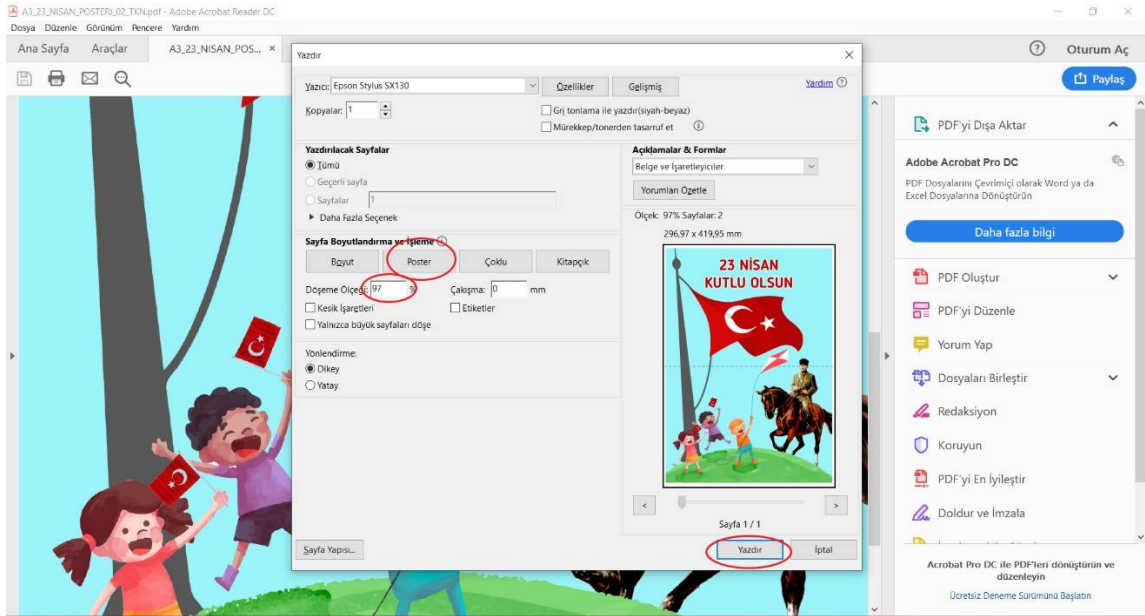 A3_23_NISAN_POSTERI_02_TKN.pdf - Adobe Acrobat Reader DC
Dosya Düzenle Görünüm Pencere Yardım
Ana Sayfa Araçlar A3_23_NISAN_POS... × Oturum Aç
Paylaş
Yazdır
Yazıcı: Epson Stylus SX130 Özellikler Gelişmiş Yardım
Kopyalar: 1 Gri tonlama ile yazdır(siyah-beyaz)
Mürekkep/tonerden tasarruf et
Yazdırılacak Sayfalar
Tümü
Geçerli sayfa
Sayfalar 1
Daha Fazla Seçenek
Sayfa Boyutlandırma ve İşleme
Boyut Poster Çoklu Kitapçık
Döşeme Ölçeği: 97 % Çakışma: 0 mm
Kesik İşaretleri Etiketler
Yalnızca büyük sayfaları döşe
Yönlendirme:
Dikey
Yatay
Açıklamalar & Formlar
Belge ve İşaretleyiciler
Yorumları Özetle
Ölçek: 97% Sayfalar: 2
296,97 x 419,95 mm
23 NİSAN
KUTLU OLSUN
< >
Sayfa 1 / 1
Sayfa Yapısı... Yazdır İptal
PDF'yi Dışa Aktar
Adobe Acrobat Pro DC
PDF Dosyalarını Çevrimiçi olarak Word ya da
Excel Dosyalarına Dönüştürün
Daha fazla bilgi
PDF Oluştur
PDF'yi Düzenle
Yorum Yap
Dosyaları Birleştir
Redaksiyon
Koruyun
PDF'yi En İyileştir
Doldur ve İmzala
Acrobat Pro DC ile PDF'leri dönüştürün ve
düzenleyin
Ücretsiz Deneme Sürümünü Başlatın